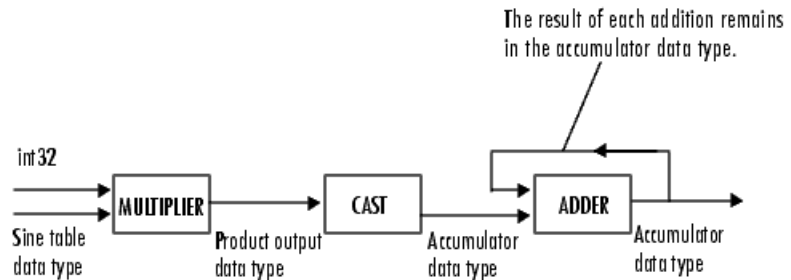 The result of each addition remains
in the accumulator data type.
int32
MULTIPLIER
CAST
ADDER
Sine table
data type
Product output
data type
Accumulator
data type
Accumulator
data type